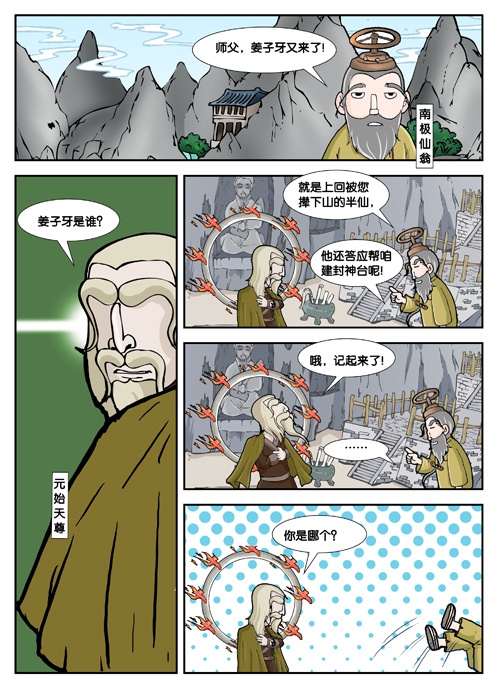 师父，姜子牙又来了！
南极仙翁
姜子牙是谁？
元始天尊
就是上回被您
撵下山的半仙，
他还答应帮咱
建封神台呢！
哦，记起来了！
……
你是哪个？